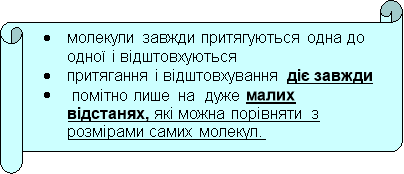 • молекули завжди притягуються одна до
одної і відштовхуються
• притягання і відштовхування діє завжди
• помітно лише на дуже малих
відстанях, які можна порівняти з
розмірами самих молекул.